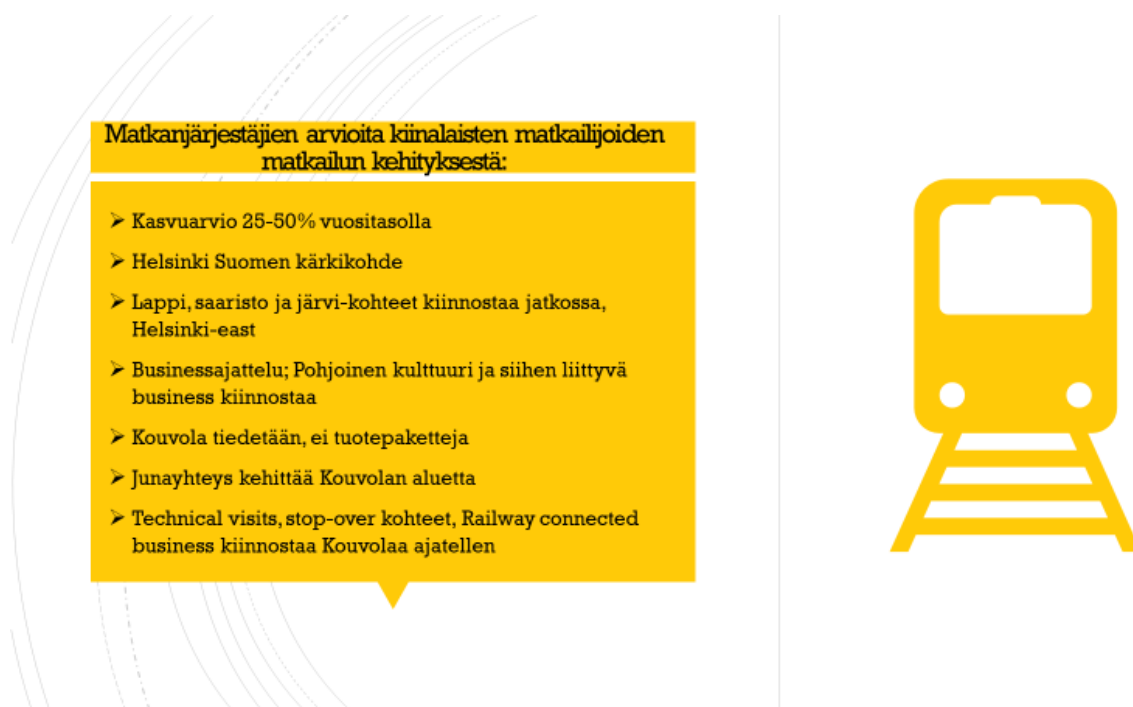 Matkanjärjestäjien arvioita kiinalaisten matkailijoiden
matkailun kehityksestä:
➢ Kasvuarvio 25-50% vuositasolla
➢ Helsinki Suomen kärkikohde
➢ Lappi, saaristo ja järvi-kohteet kiinnostaa jatkossa,
Helsinki-east
➢ Businessajattelu; Pohjoinen kulttuuri ja siihen liittyvä
business kiinnostaa
➢ Kouvola tiedetään, ei tuotepaketteja
➢ Junayhteys kehittää Kouvolan aluetta
➢ Technical visits, stop-over kohteet, Railway connected
business kiinnostaa Kouvolaa ajatellen